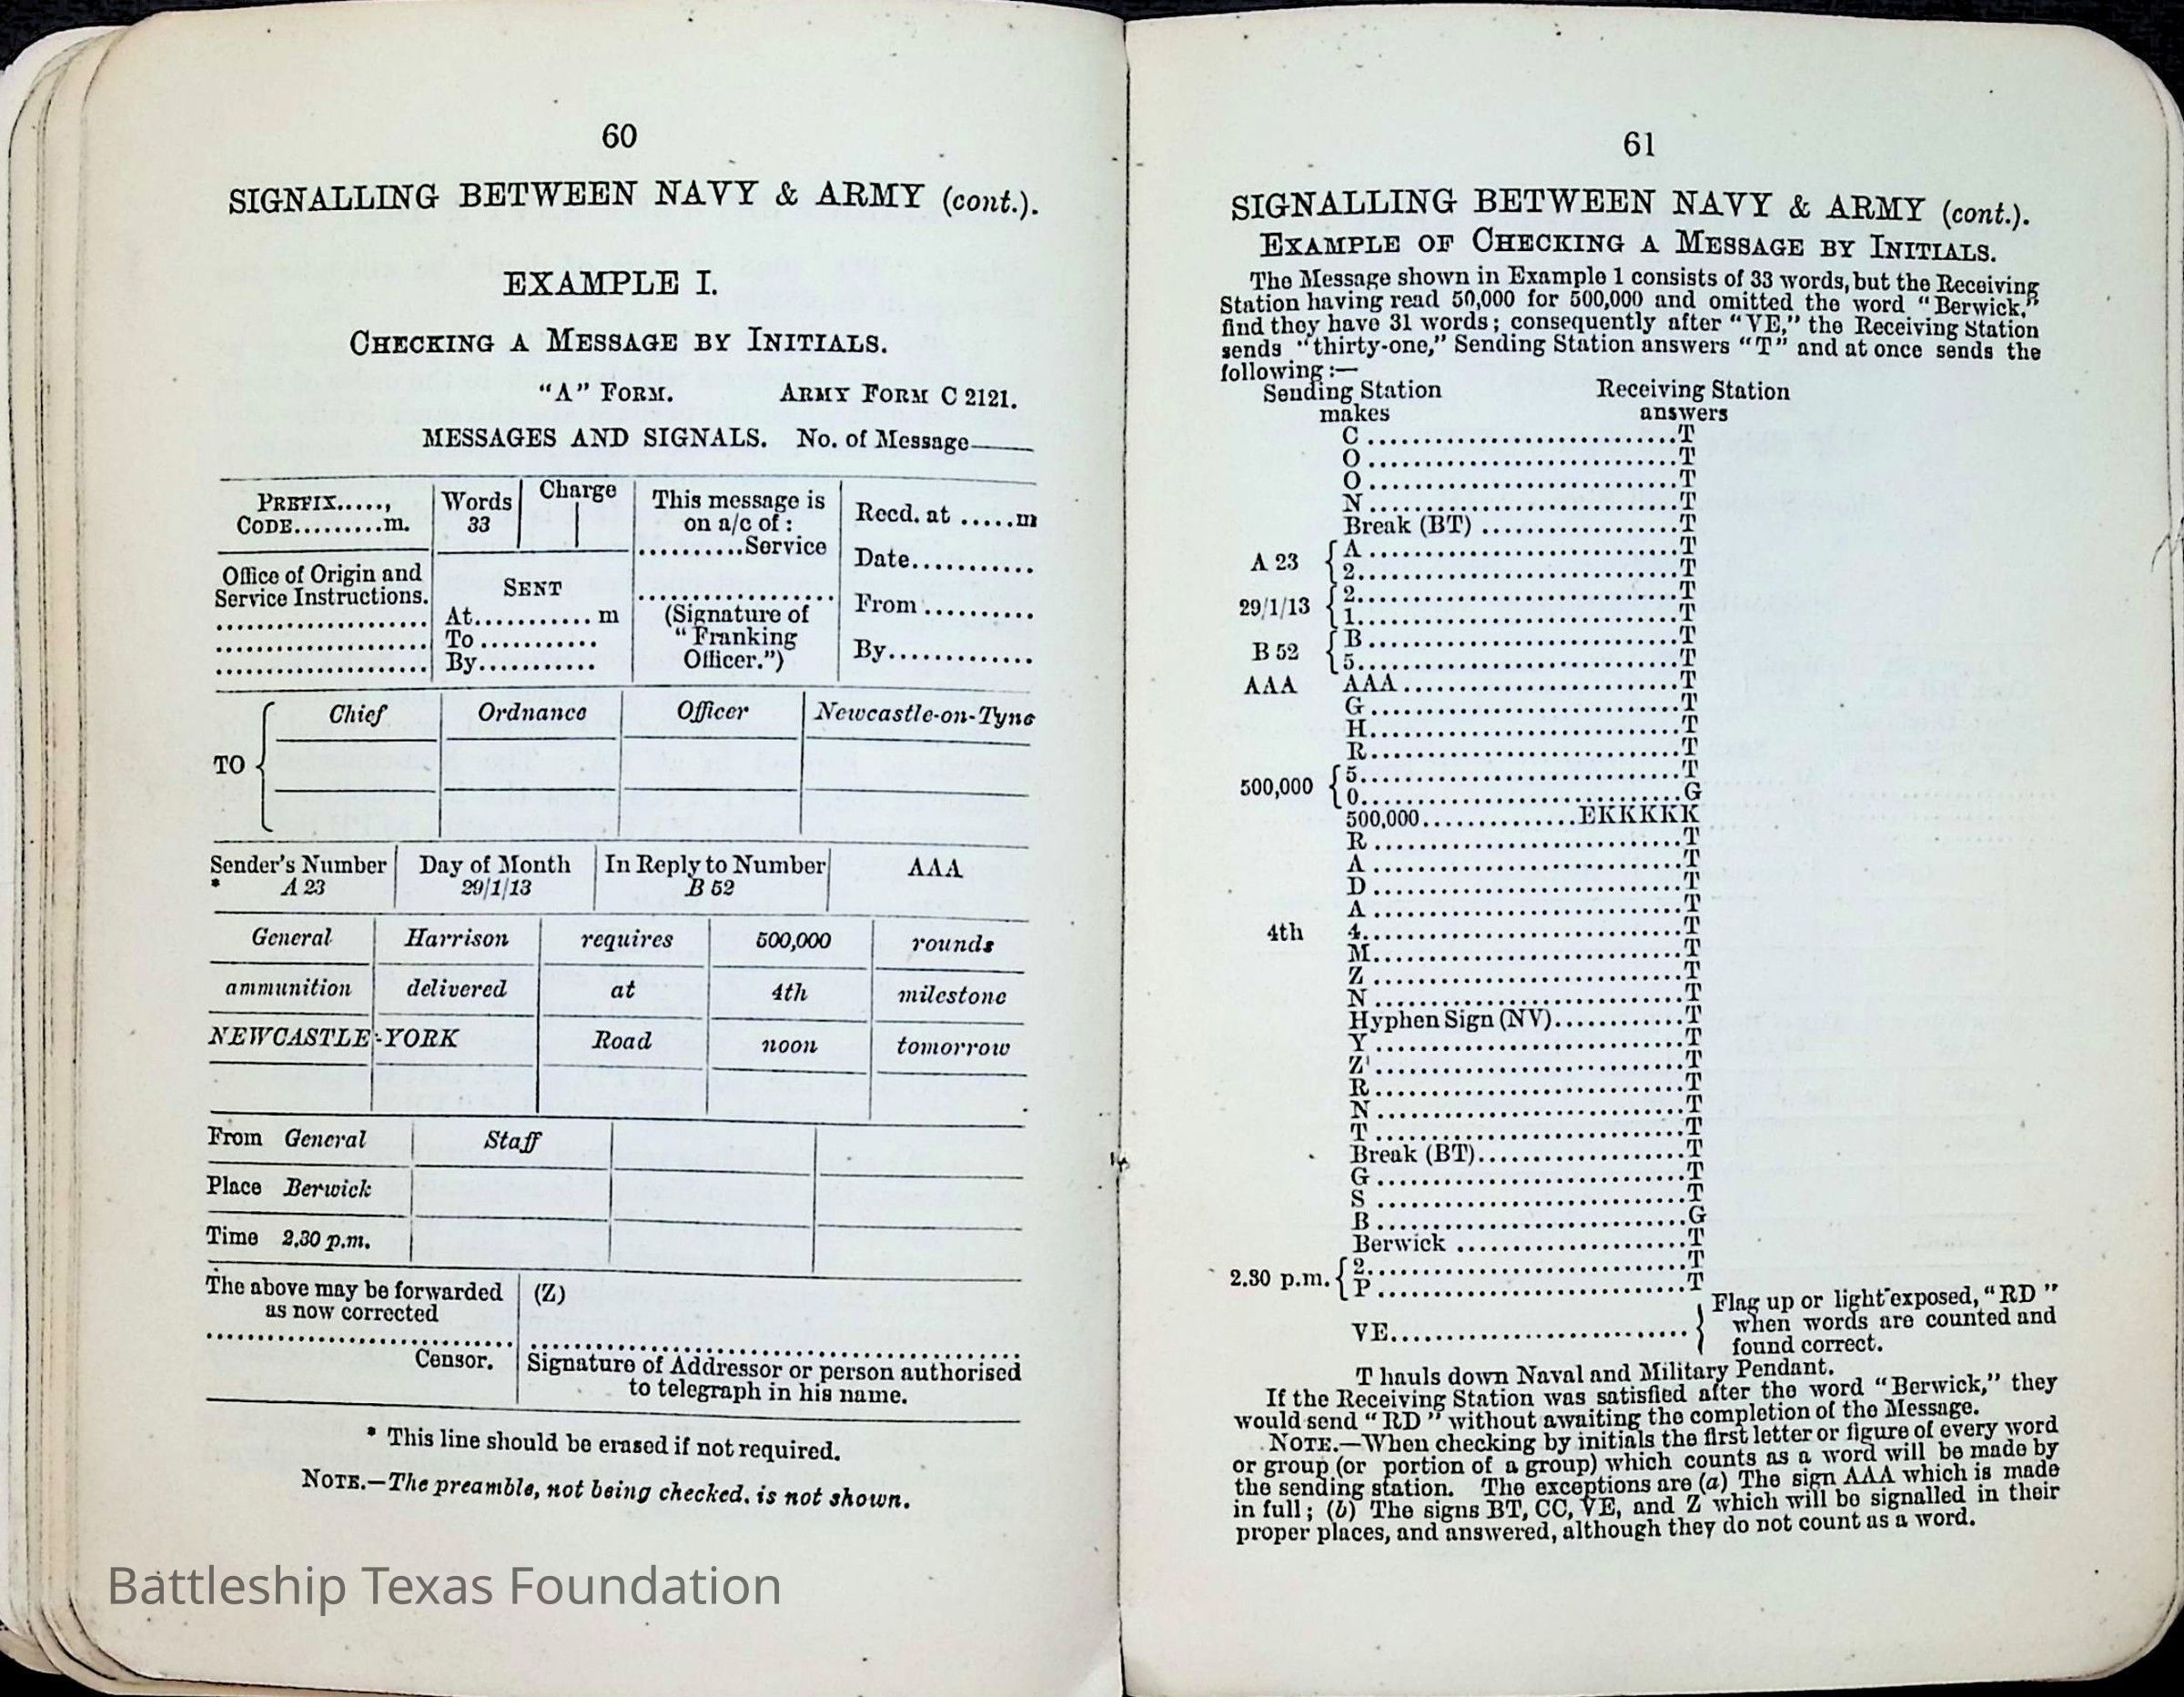 60
SIGNALLING BETWEEN NAVY & ARMY (cont.).
EXAMPLE I.
CHECKING A MESSAGE BY INITIALS.
"A" FORM. ARMY FORM C 2121.
MESSAGES AND SIGNALS. No. of Message
PREFIX.....,
CODE.........m.
Words
33
Charge
This message is
on a/c of :
..........Service
Recd. at .....m
Office of Origin and
Service Instructions.
SENT
At........... m
To ...........
By...........
(Signature of
"Franking
Officer.")
Date............
From ..........
By.............
TO
Chief Ordnance Officer Newcastle-on-Tyne
Sender's Number Day of Month In Reply to Number AAA
* A 23 29/1/13 B 52
General Harrison requires 500,000 rounds
ammunition delivered at 4th milestone
NEWCASTLE-YORK Road noon tomorrow
From General Staff
Place Berwick
Time 2.30 p.m.
The above may be forwarded
as now corrected
(Z)
Censor.
Signature of Addressor or person authorised
to telegraph in his name.
* This line should be erased if not required.
NOTE.—The preamble, not being checked, is not shown.
61
SIGNALLING BETWEEN NAVY & ARMY (cont.).
EXAMPLE OF CHECKING A MESSAGE BY INITIALS.
The Message shown in Example 1 consists of 33 words, but the Receiving
Station having read 50,000 for 500,000 and omitted the word "Berwick,"
find they have 31 words; consequently after "VE," the Receiving Station
sends "thirty-one," Sending Station answers "T" and at once sends the
following :—
Sending Station Receiving Station
makes answers
C ..............................T
O ..............................T
O ..............................T
N ..............................T
Break (BT) ...................T
A 23 { A ..............................T
2..............................T
29/1/13 { 2..............................T
1..............................T
B 52 { B..............................T
5..............................T
AAA AAA..........................T
G..............................T
H..............................T
R..............................T
500,000 { 5..............................T
0..............................G
500,000...............EKKKKK
R ..............................T
A ..............................T
D ..............................T
A ..............................T
4th 4..............................T
M..............................T
Z ..............................T
N ..............................T
Hyphen Sign (NV)............T
Y ..............................T
Z ..............................T
R..............................T
N..............................T
T ..............................T
Break (BT)....................T
G ..............................T
S ..............................T
B ..............................G
Berwick ......................T
2.30 p.m. { 2..............................T
P..............................T
VE............................. { Flag up or light exposed, "RD"
when words are counted and
found correct.
T hauls down Naval and Military Pendant.
If the Receiving Station was satisfied after the word "Berwick," they
would send "RD" without awaiting the completion of the Message.
NOTE.—When checking by initials the first letter or figure of every word
or group (or portion of a group) which counts as a word will be made by
the sending station. The exceptions are (a) The sign AAA which is made
in full; (b) The signs BT, CC, VE, and Z which will be signalled in their
proper places, and answered, although they do not count as a word.
Battleship Texas Foundation